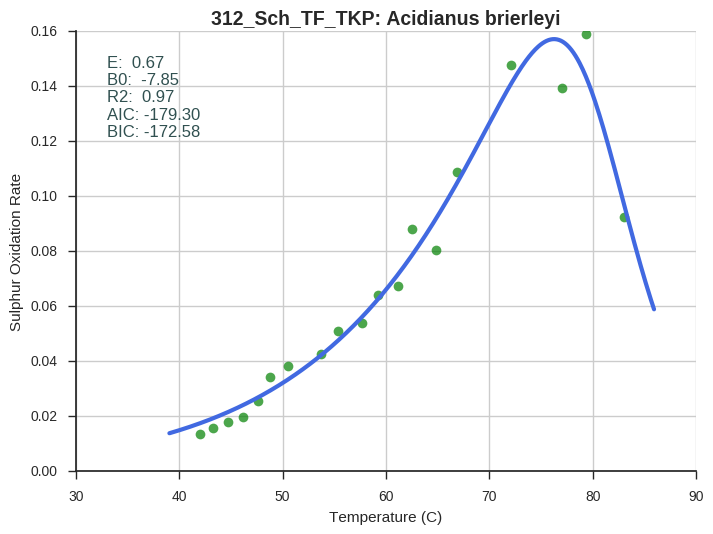 312_Sch_TF_TKP: Acidianus brierleyi
E: 0.67
B0: -7.85
R2: 0.97
AIC: -179.30
BIC: -172.58
Sulphur Oxidation Rate
0.16
0.14
0.12
0.10
0.08
0.06
0.04
0.02
0.00
30 40 50 60 70 80 90
Temperature (C)